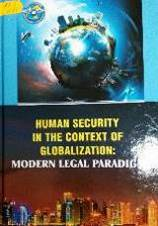 HUMAN SECURITY
IN THE CONTEXT OF
GLOBALIZATION:
MODERN LEGAL PARADIG